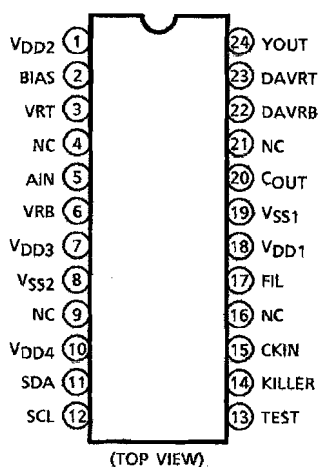 VDD2 1 24 YOUT
BIAS 2 23 DAVRT
VRT 3 22 DAVRB
NC 4 21 NC
AIN 5 20 COUT
VRB 6 19 VSS1
VDD3 7 18 VDD1
VSS2 8 17 FIL
NC 9 16 NC
VDD4 10 15 CKIN
SDA 11 14 KILLER
SCL 12 13 TEST
(TOP VIEW)